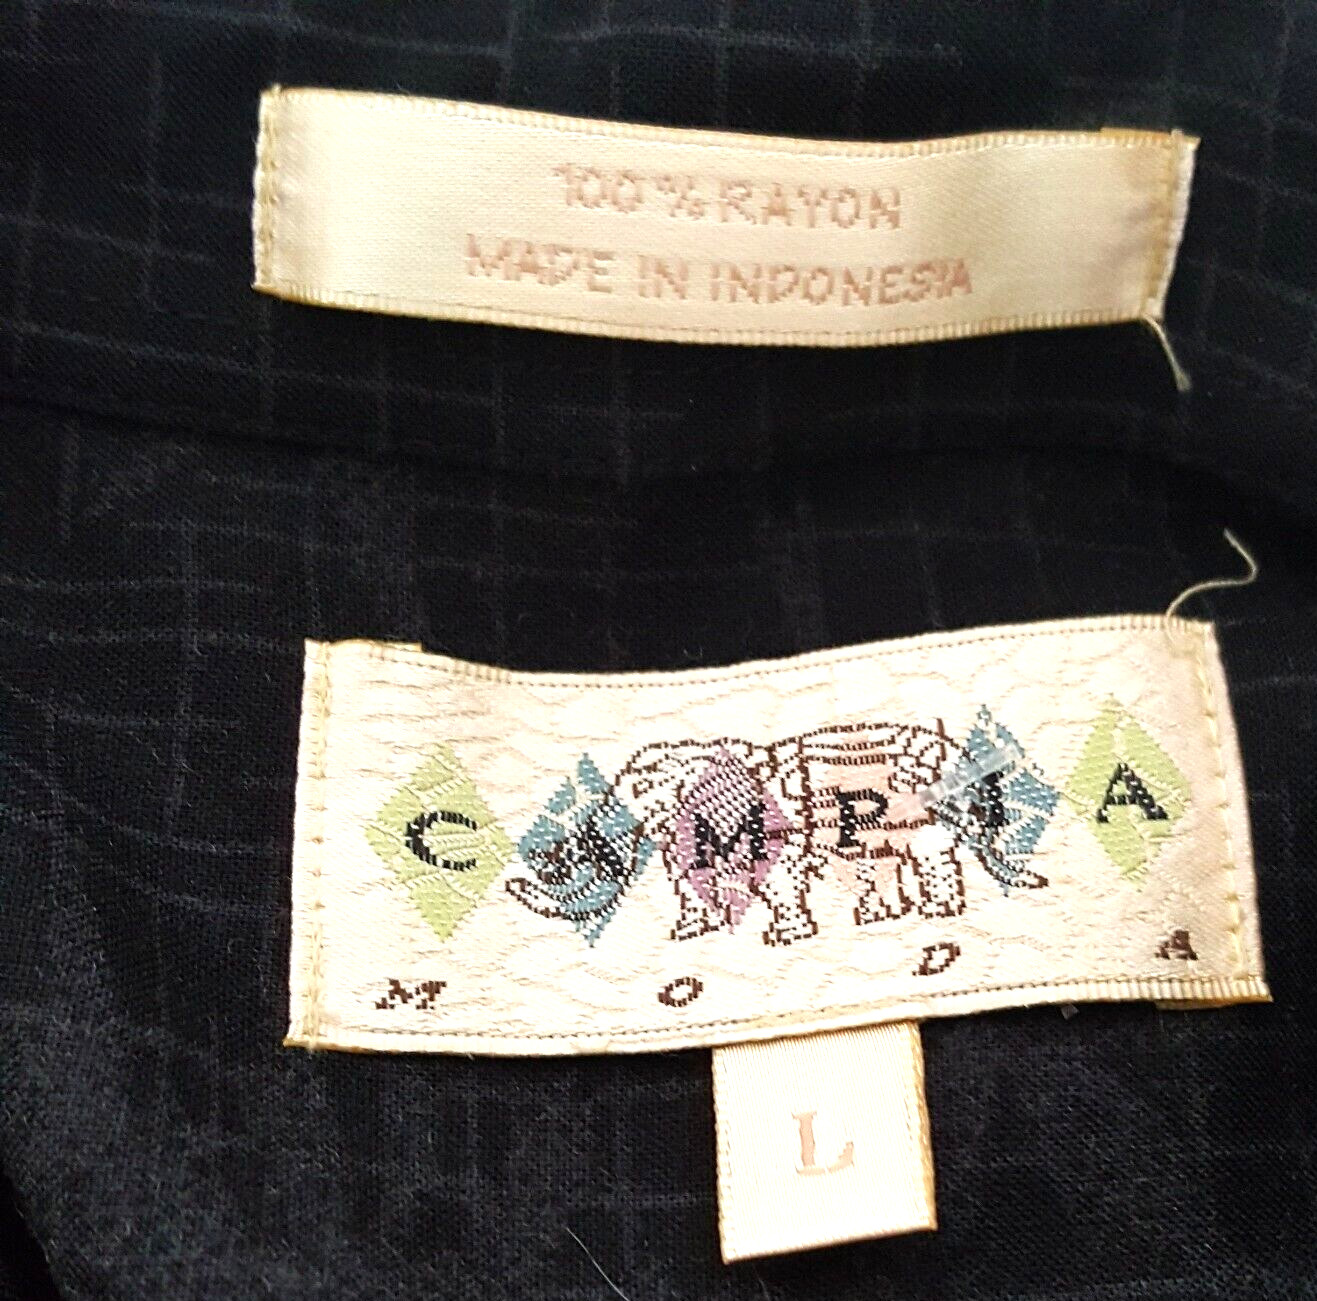 100% RAYON
MADE IN INDONESIA
CAMPIA
MODA
L